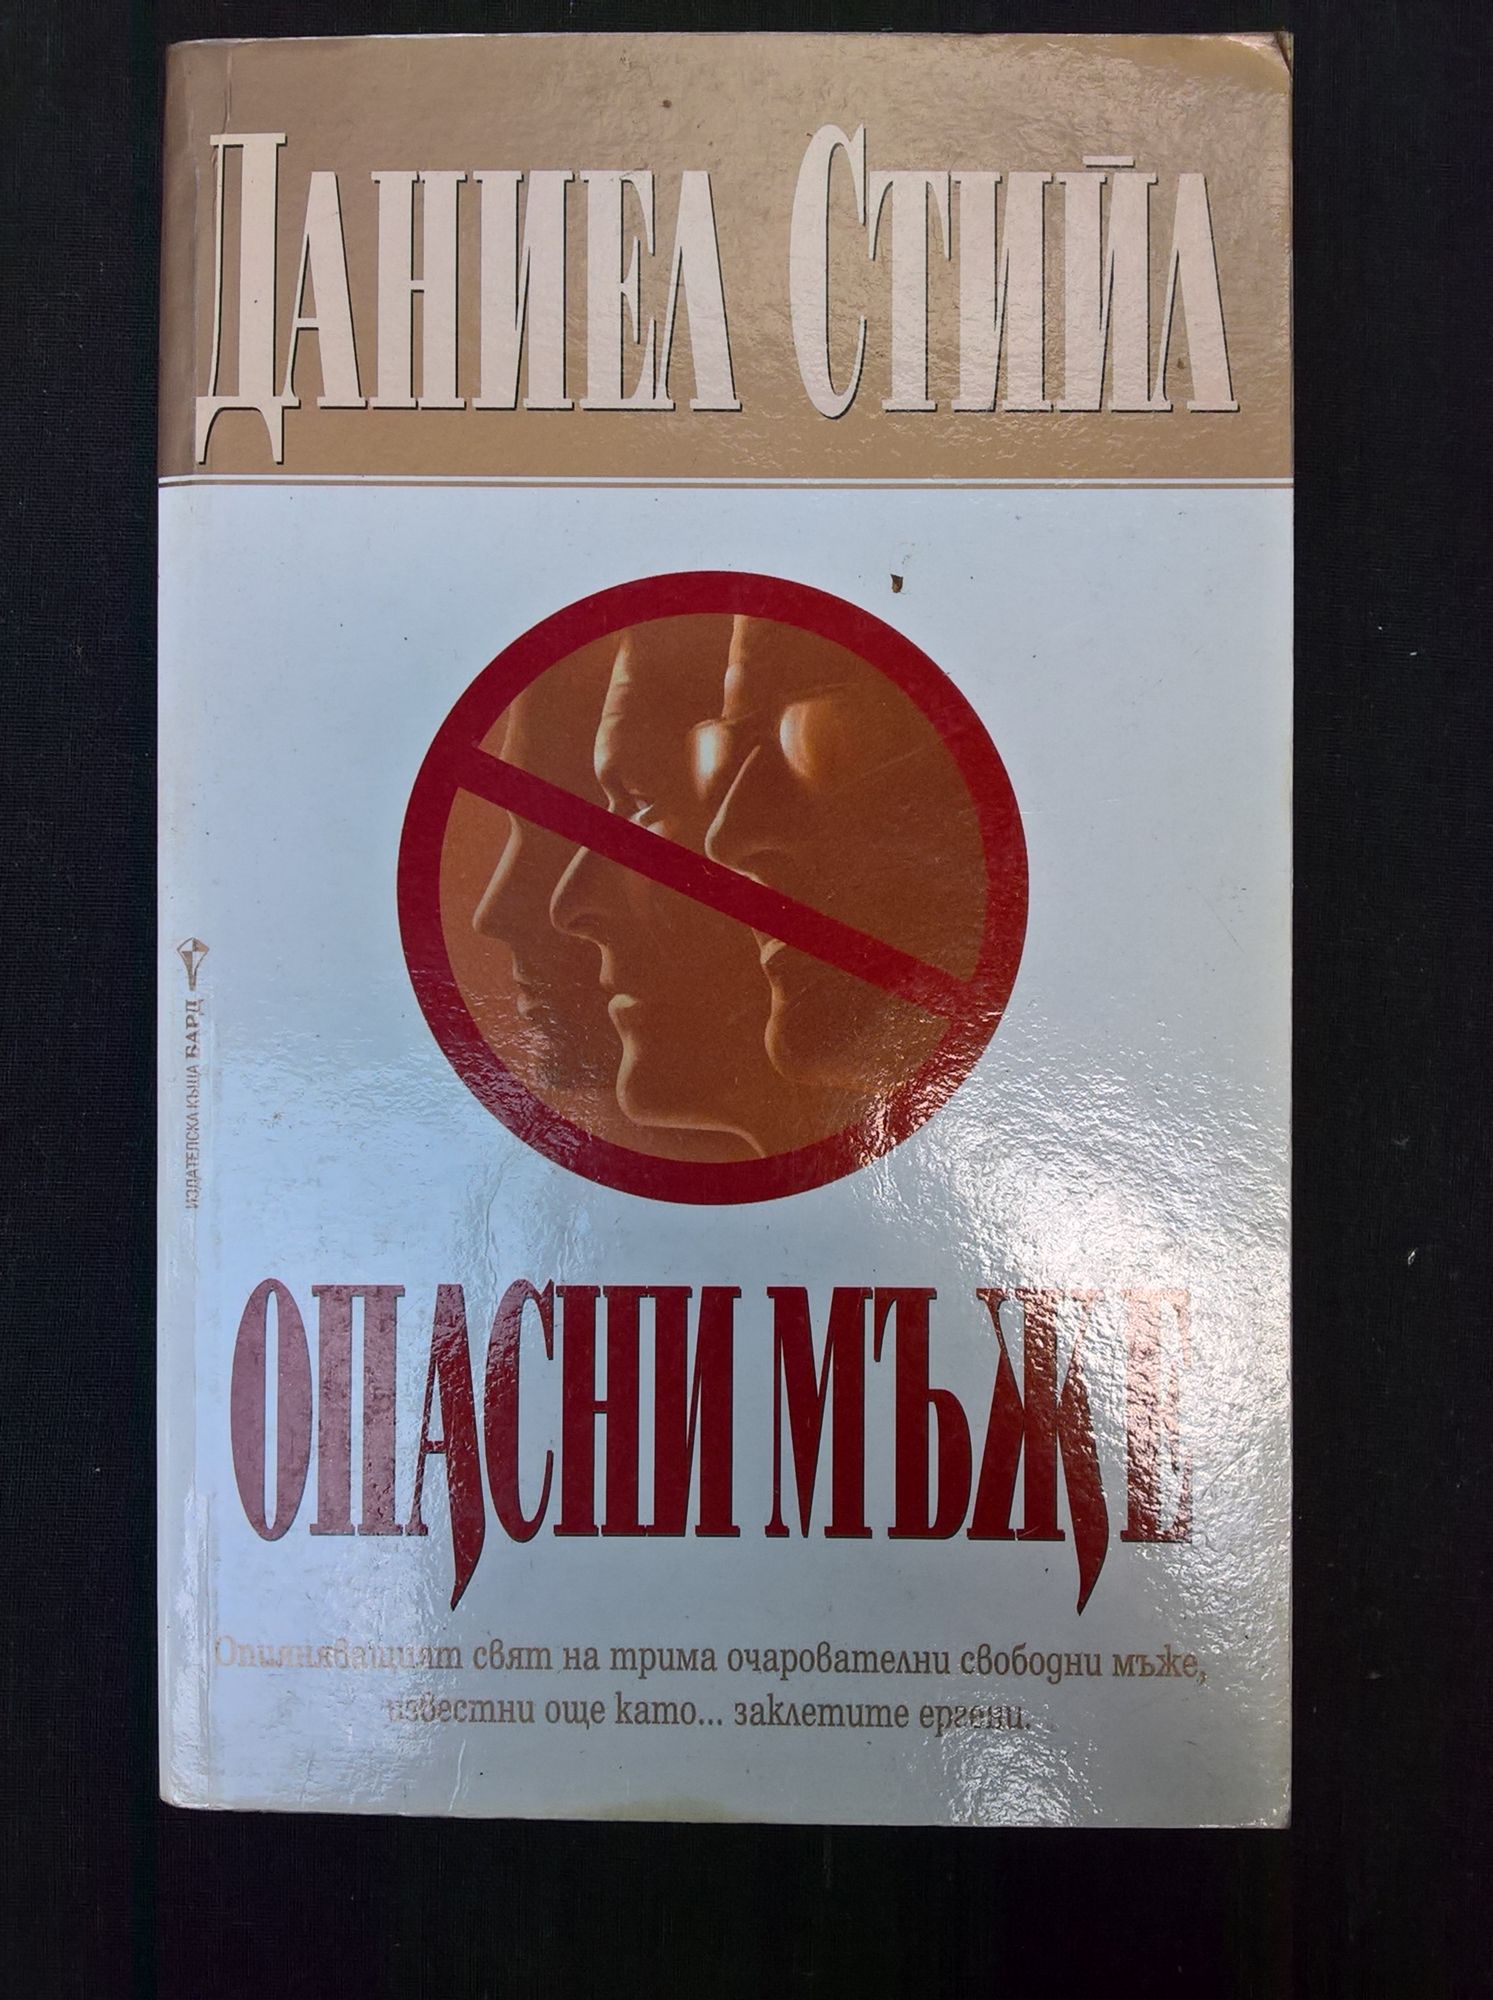 ДАНИЕЛ СТИЙЛ
ИЗДАТЕЛСКА КЪЩА БАРД
ОПАСНИ МЪЖЕ
Опияняващият свят на трима очарователни свободни мъже,
известни още като... заклетите ергени.